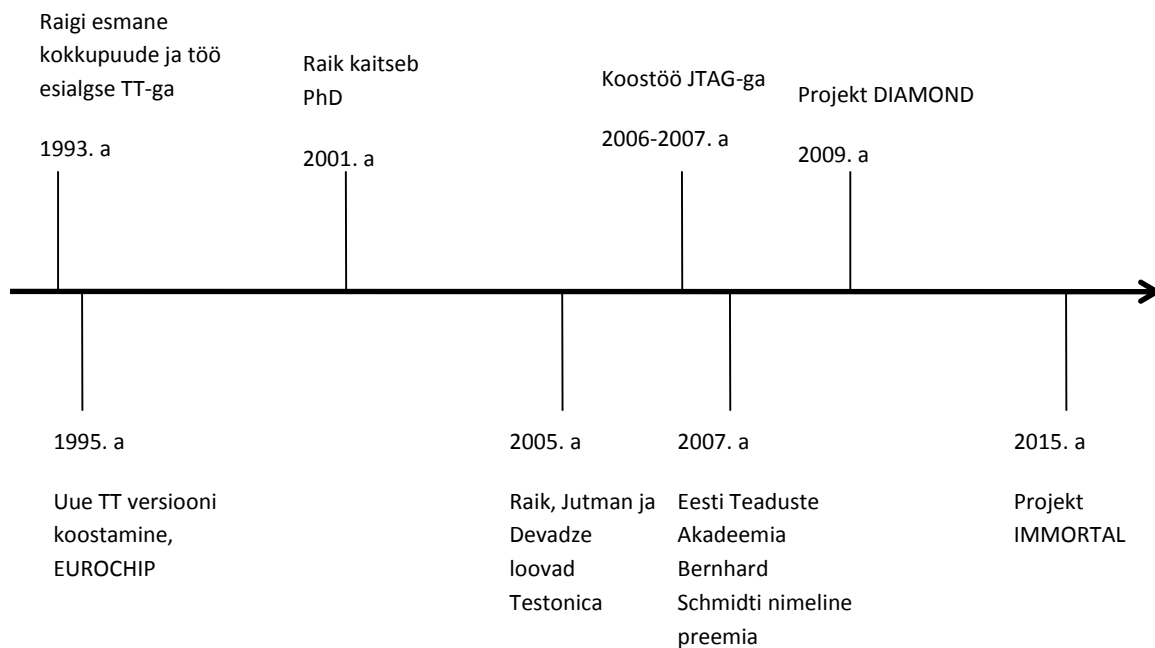 Raigi esmane
kokkupuude ja töö
esialgse TT-ga
1993. a
Raik kaitseb
PhD
2001. a
Koostöö JTAG-ga
2006-2007. a
Projekt DIAMOND
2009. a
1995. a
Uue TT versiooni
koostamine,
EUROCHIP
2005. a
Raik, Jutman ja
Devadze
loovad
Testonica
2007. a
Eesti Teaduste
Akadeemia
Bernhard
Schmidti nimeline
preemia
2015. a
Projekt
IMMORTAL